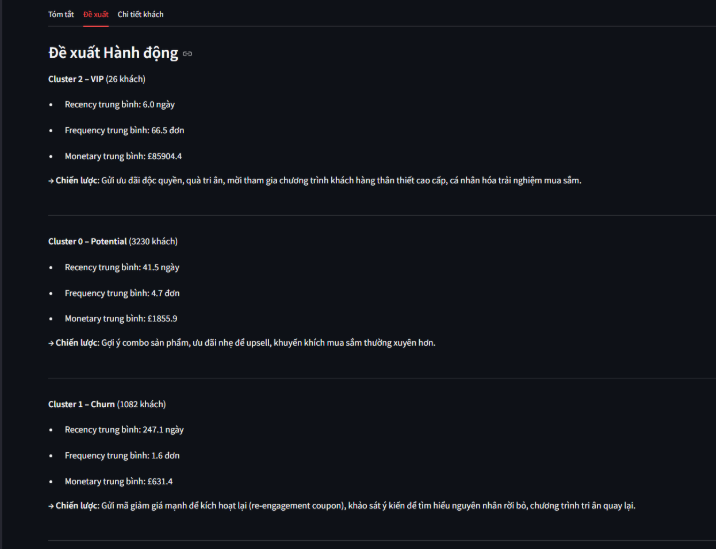 Tóm tắt Đề xuất Chi tiết khách
Đề xuất Hành động
Cluster 2 – VIP (26 khách)
• Recency trung bình: 6.0 ngày
• Frequency trung bình: 66.5 đơn
• Monetary trung bình: £85904.4
→ Chiến lược: Gửi ưu đãi độc quyền, quà tri ân, mời tham gia chương trình khách hàng thân thiết cao cấp, cá nhân hóa trải nghiệm mua sắm.
Cluster 0 – Potential (3230 khách)
• Recency trung bình: 41.5 ngày
• Frequency trung bình: 4.7 đơn
• Monetary trung bình: £1855.9
→ Chiến lược: Gợi ý combo sản phẩm, ưu đãi nhẹ để upsell, khuyến khích mua sắm thường xuyên hơn.
Cluster 1 – Churn (1082 khách)
• Recency trung bình: 247.1 ngày
• Frequency trung bình: 1.6 đơn
• Monetary trung bình: £631.4
→ Chiến lược: Gửi mã giảm giá mạnh để kích hoạt lại (re-engagement coupon), khảo sát ý kiến để tìm hiểu nguyên nhân rời bỏ, chương trình tri ân quay lại.